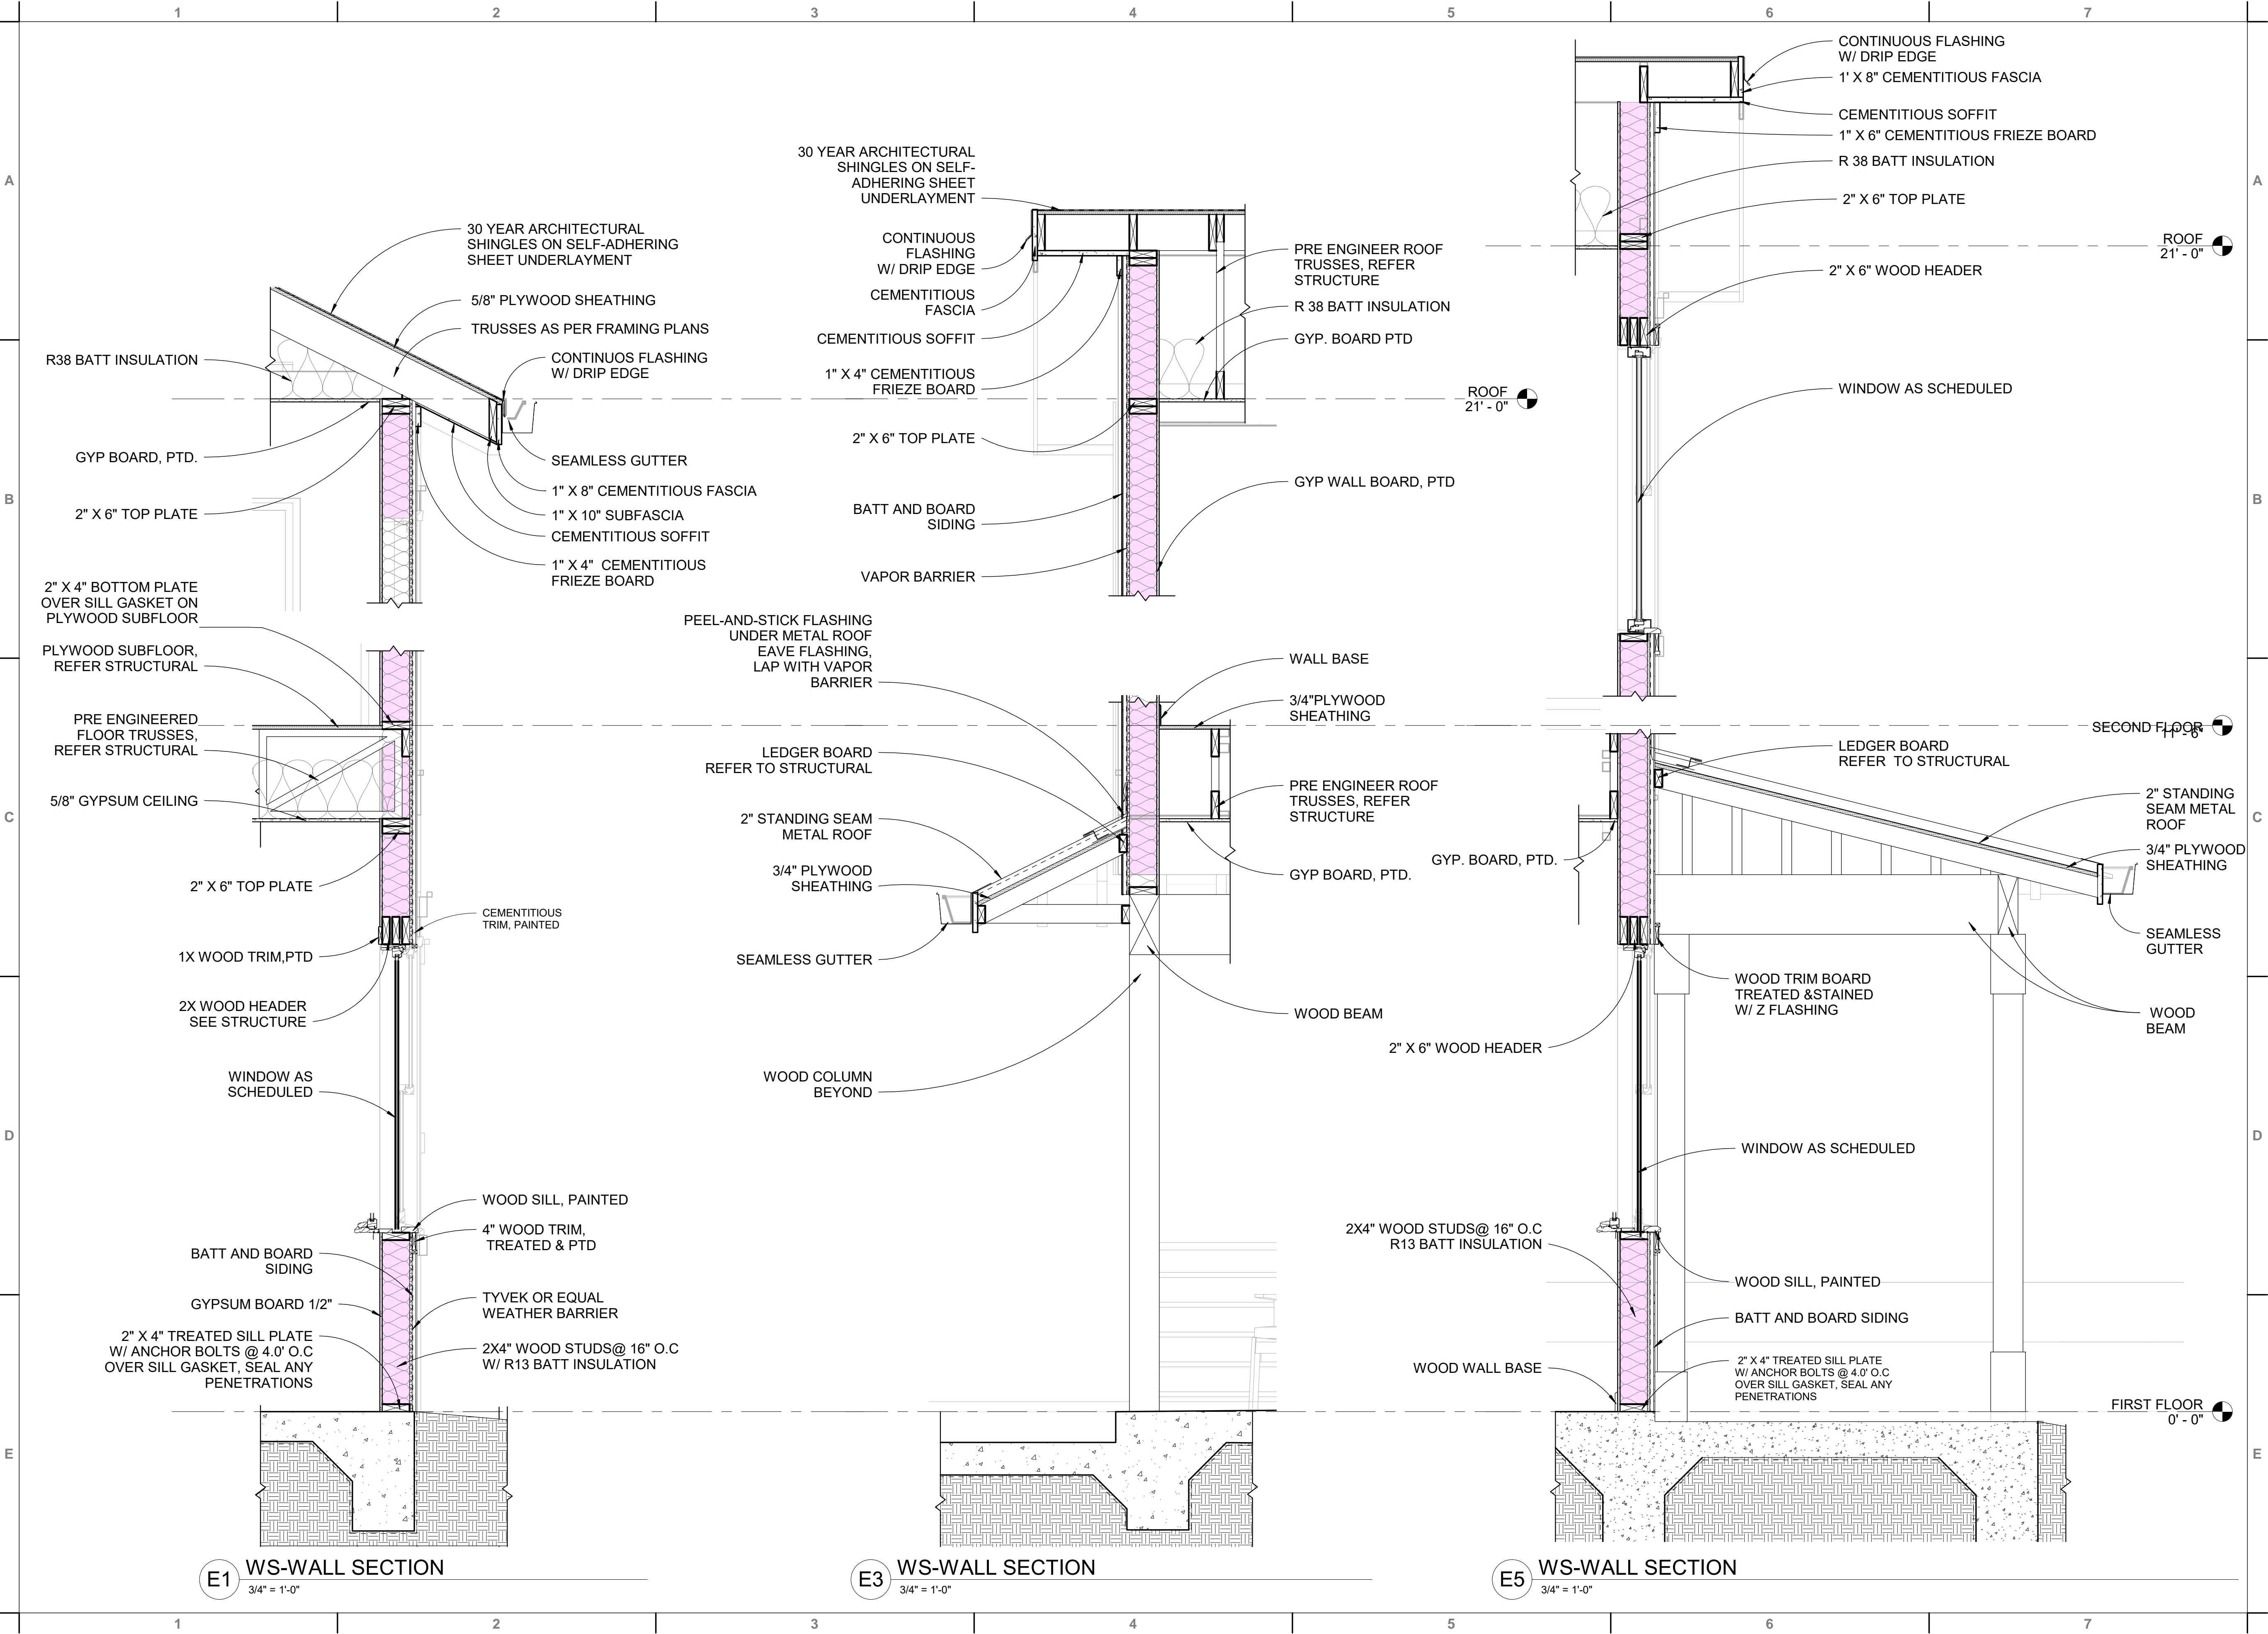 1 2 3 4 5 6 7
A
B
C
D
E
30 YEAR ARCHITECTURAL
SHINGLES ON SELF-ADHERING
SHEET UNDERLAYMENT
5/8" PLYWOOD SHEATHING
TRUSSES AS PER FRAMING PLANS
R38 BATT INSULATION
CONTINUOS FLASHING
W/ DRIP EDGE
GYP BOARD, PTD.
SEAMLESS GUTTER
1" X 8" CEMENTITIOUS FASCIA
2" X 6" TOP PLATE
1" X 10" SUBFASCIA
CEMENTITIOUS SOFFIT
1" X 4" CEMENTITIOUS
FRIEZE BOARD
2" X 4" BOTTOM PLATE
OVER SILL GASKET ON
PLYWOOD SUBFLOOR
PLYWOOD SUBFLOOR,
REFER STRUCTURAL
PRE ENGINEERED
FLOOR TRUSSES,
REFER STRUCTURAL
5/8" GYPSUM CEILING
2" X 6" TOP PLATE
CEMENTITIOUS
TRIM, PAINTED
1X WOOD TRIM,PTD
2X WOOD HEADER
SEE STRUCTURE
WINDOW AS
SCHEDULED
WOOD SILL, PAINTED
4" WOOD TRIM,
TREATED & PTD
BATT AND BOARD
SIDING
GYPSUM BOARD 1/2"
TYVEK OR EQUAL
WEATHER BARRIER
2" X 4" TREATED SILL PLATE
W/ ANCHOR BOLTS @ 4.0' O.C
OVER SILL GASKET, SEAL ANY
PENETRATIONS
2X4" WOOD STUDS@ 16" O.C
W/ R13 BATT INSULATION
E1
WS-WALL SECTION
3/4" = 1'-0"
30 YEAR ARCHITECTURAL
SHINGLES ON SELF-
ADHERING SHEET
UNDERLAYMENT
CONTINUOUS
FLASHING
W/ DRIP EDGE
PRE ENGINEER ROOF
TRUSSES, REFER
STRUCTURE
CEMENTITIOUS
FASCIA
R 38 BATT INSULATION
CEMENTITIOUS SOFFIT
GYP. BOARD PTD
1" X 4" CEMENTITIOUS
FRIEZE BOARD
ROOF
21' - 0"
2" X 6" TOP PLATE
GYP WALL BOARD, PTD
BATT AND BOARD
SIDING
VAPOR BARRIER
PEEL-AND-STICK FLASHING
UNDER METAL ROOF
EAVE FLASHING,
LAP WITH VAPOR
BARRIER
WALL BASE
3/4"PLYWOOD
SHEATHING
LEDGER BOARD
REFER TO STRUCTURAL
PRE ENGINEER ROOF
TRUSSES, REFER
STRUCTURE
2" STANDING SEAM
METAL ROOF
3/4" PLYWOOD
SHEATHING
GYP BOARD, PTD.
SEAMLESS GUTTER
WOOD BEAM
WOOD COLUMN
BEYOND
E3
WS-WALL SECTION
3/4" = 1'-0"
CONTINUOUS FLASHING
W/ DRIP EDGE
1' X 8" CEMENTITIOUS FASCIA
CEMENTITIOUS SOFFIT
1" X 6" CEMENTITIOUS FRIEZE BOARD
R 38 BATT INSULATION
2" X 6" TOP PLATE
ROOF
21' - 0"
2" X 6" WOOD HEADER
WINDOW AS SCHEDULED
SECOND FLOOR
11' - 6"
LEDGER BOARD
REFER TO STRUCTURAL
2" STANDING
SEAM METAL
ROOF
3/4" PLYWOOD
SHEATHING
GYP. BOARD, PTD.
SEAMLESS
GUTTER
WOOD TRIM BOARD
TREATED &STAINED
W/ Z FLASHING
WOOD
BEAM
2" X 6" WOOD HEADER
WINDOW AS SCHEDULED
2X4" WOOD STUDS@ 16" O.C
R13 BATT INSULATION
WOOD SILL, PAINTED
BATT AND BOARD SIDING
WOOD WALL BASE
2" X 4" TREATED SILL PLATE
W/ ANCHOR BOLTS @ 4.0' O.C
OVER SILL GASKET, SEAL ANY
PENETRATIONS
FIRST FLOOR
0' - 0"
E5
WS-WALL SECTION
3/4" = 1'-0"
A
B
C
D
E
1 2 3 4 5 6 7